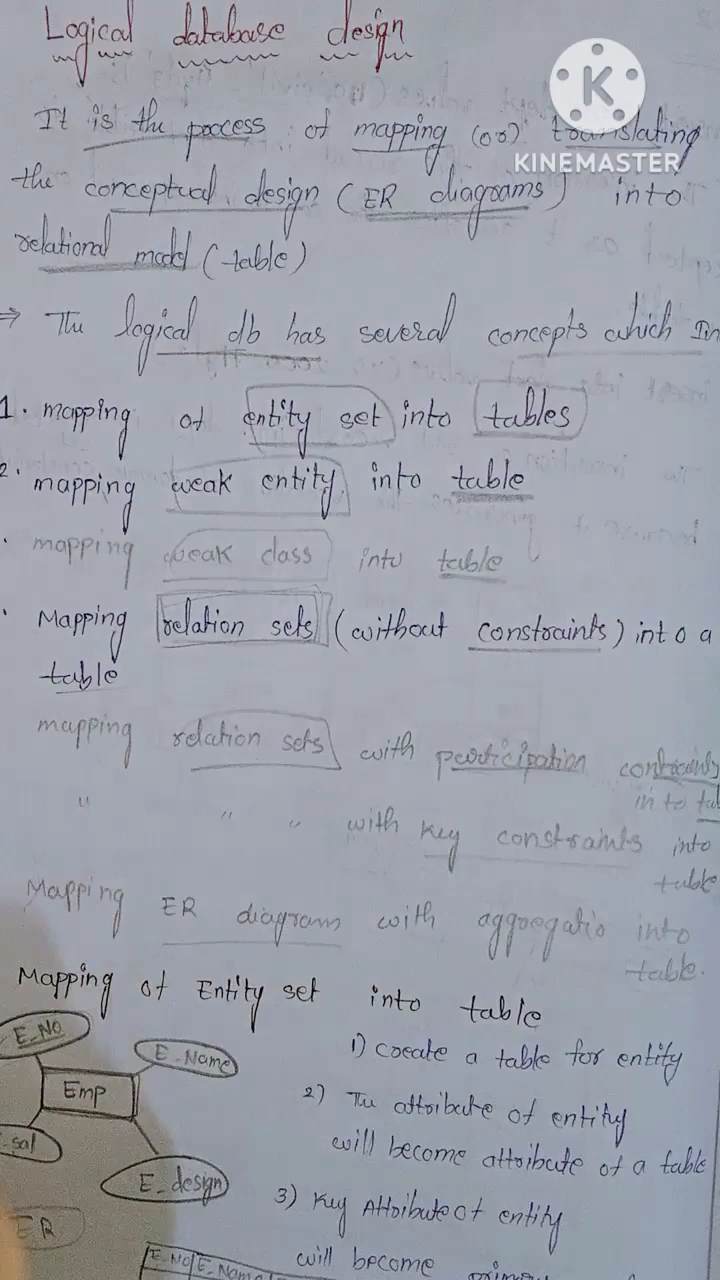 Logical database design
K
KINEMASTER
It is the process of mapping (or) translating
the conceptual design (ER diagrams) into
relational model (table)
⇒ The logical db has several concepts which In
1. mapping of entity set into tables
2. mapping weak entity into table
. mapping weak class into table
. Mapping relation sets (without constraints) into a
table
mapping relation sets with participation
into
" " " with key constraints into
table
Mapping ER diagram with aggregatio into
table.
Mapping of Entity set into table
E_No
E_Name
Emp
sal
E_design
ER
1) create a table for entity
2) The attribute of entity
will become attribute of a table
3) Key Attribute of entity
will become
E_No E_Name